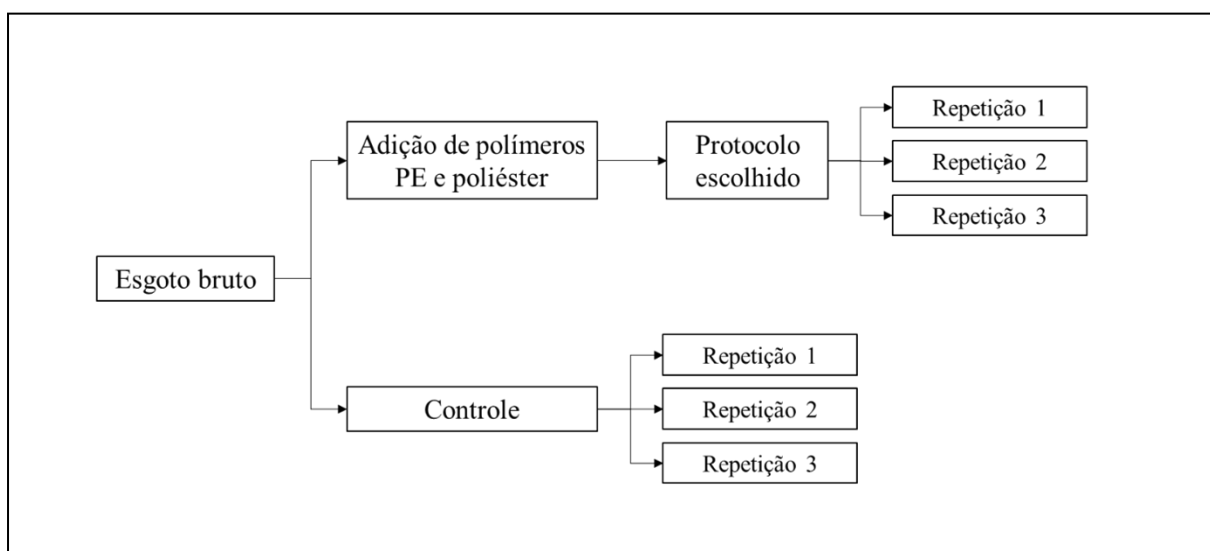 Adição de polímeros
PE e poliéster
Protocolo
escolhido
Repetição 1
Repetição 2
Repetição 3
Esgoto bruto
Controle
Repetição 1
Repetição 2
Repetição 3